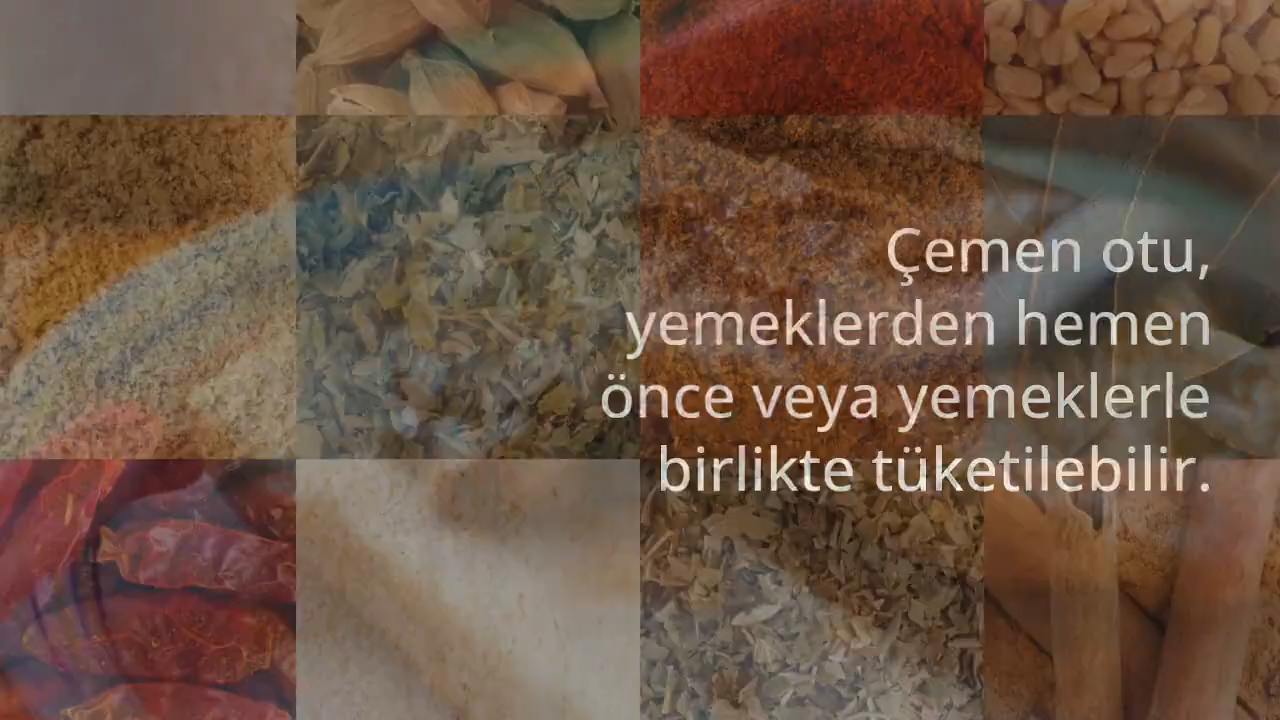 Çemen otu,
yemeklerden hemen
önce veya yemeklerle
birlikte tüketilebilir.